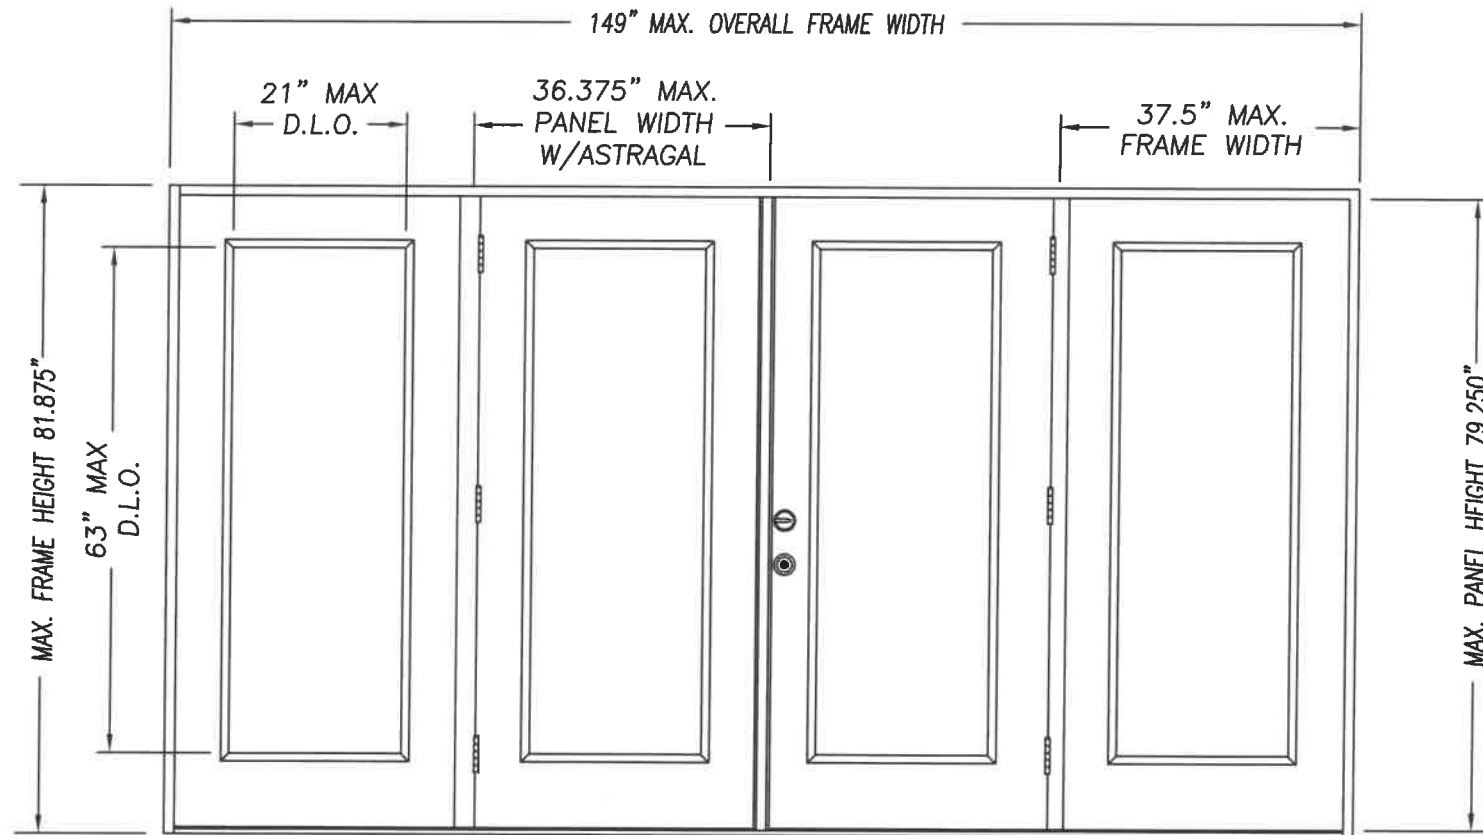 149" MAX. OVERALL FRAME WIDTH
21" MAX
D.L.O.
36.375" MAX.
PANEL WIDTH
W/ASTRAGAL
37.5" MAX.
FRAME WIDTH
MAX. FRAME HEIGHT 81.875"
63" MAX
D.L.O.
MAX. PANEL HEIGHT 79.250"